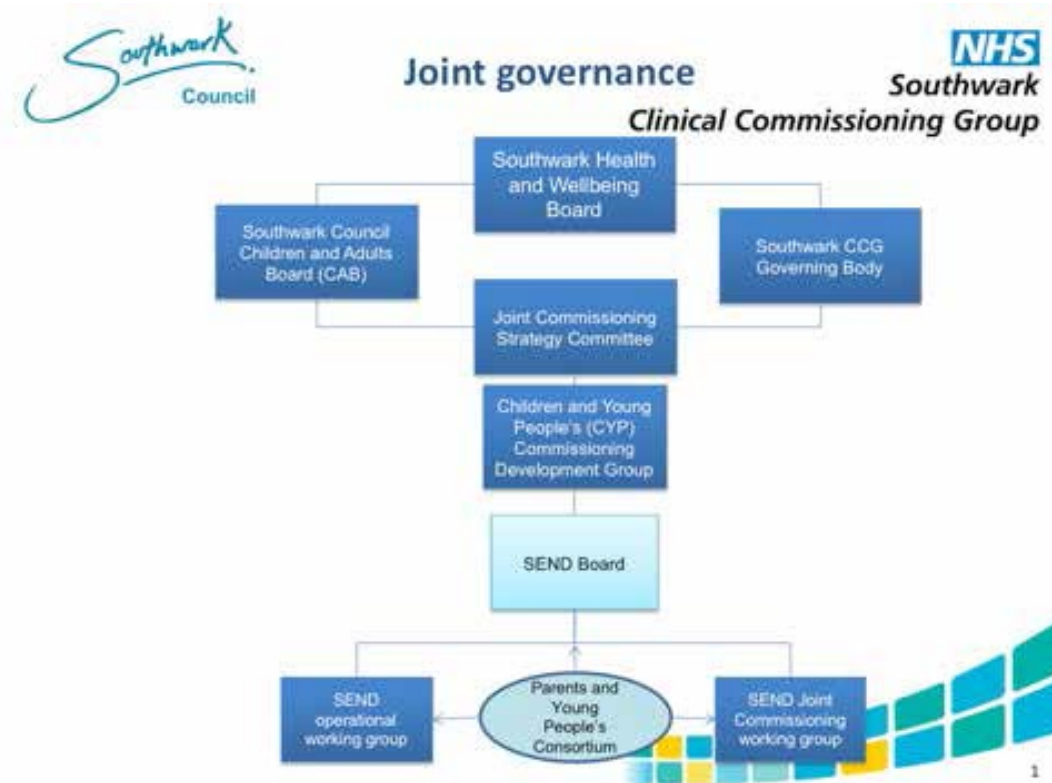 Southwark
Council
Joint governance
NHS
Southwark
Clinical Commissioning Group
Southwark Health
and Wellbeing
Board
Southwark Council
Children and Adults
Board (CAB)
Southwark CCG
Governing Body
Joint Commissioning
Strategy Committee
Children and Young
People's (CYP)
Commissioning
Development Group
SEND Board
SEND
operational
working group
Parents and
Young
People's
Consortium
SEND Joint
Commissioning
working group
1